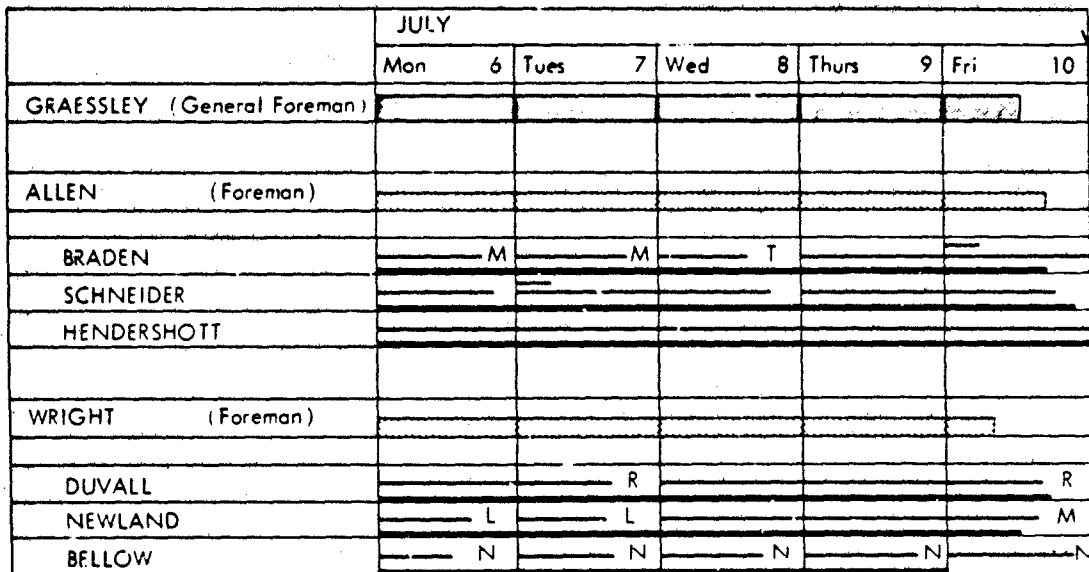 JULY
Mon 6 Tues 7 Wed 8 Thurs 9 Fri 10
GRAESSLEY (General Foreman)
ALLEN (Foreman)
BRADEN M M T
SCHNEIDER
HENDERSHOTT
WRIGHT (Foreman)
DUVALL R R
NEWLAND L L M
BELLOW N N N N N